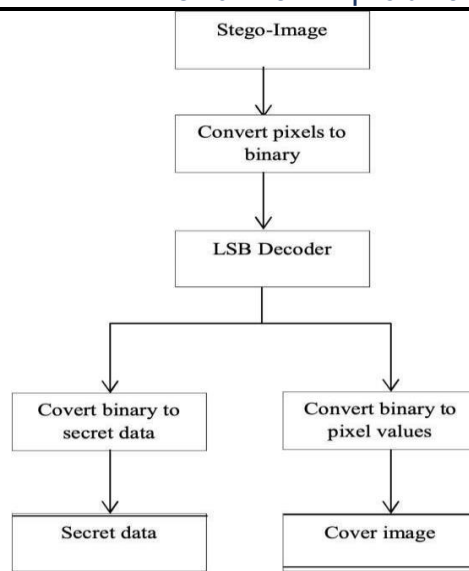 Stego-Image
Convert pixels to
binary
LSB Decoder
Covert binary to
secret data
Convert binary to
pixel values
Secret data
Cover image